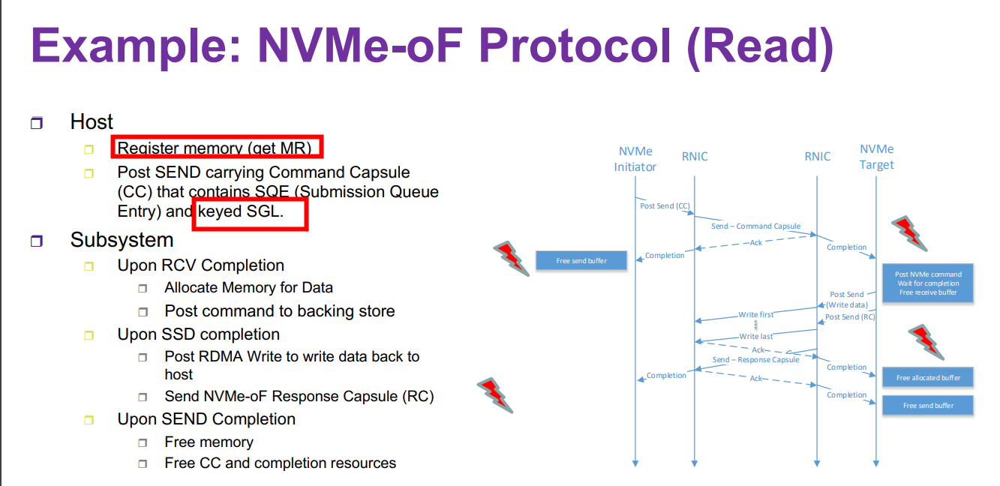 Example: NVMe-oF Protocol (Read)
Host
Register memory (get MR)
Post SEND carrying Command Capsule
(CC) that contains SQE (Submission Queue
Entry) and keyed SGL.
Subsystem
Upon RCV Completion
Allocate Memory for Data
Post command to backing store
Upon SSD completion
Post RDMA Write to write data back to
host
Send NVMe-oF Response Capsule (RC)
Upon SEND Completion
Free memory
Free CC and completion resources
NVMe
Initiator
RNIC
RNIC
NVMe
Target
Post Send (CC)
Send – Command Capsule
Ack
Completion
Completion
Free send buffer
Post NVMe command
Wait for completion
Free receive buffer
Post Send
(Write data)
Post Send (RC)
Write first
Write last
Ack
Send – Response Capsule
Completion
Completion
Ack
Free allocated buffer
Completion
Free send buffer